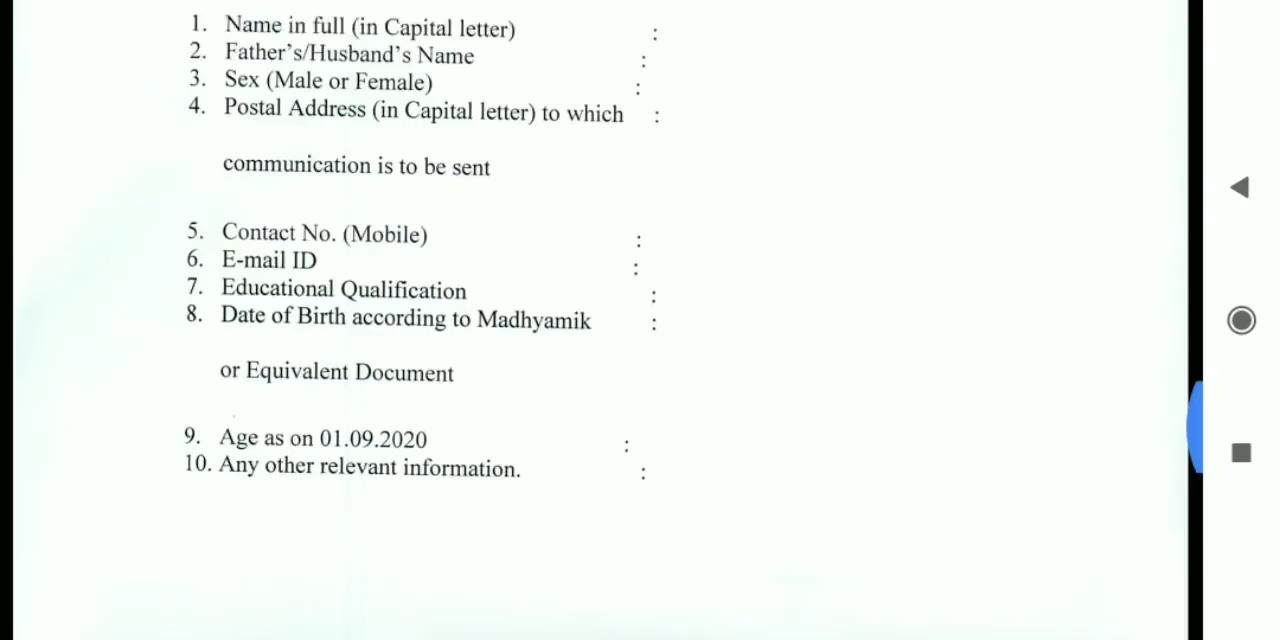 1. Name in full (in Capital letter) :
2. Father's/Husband's Name :
3. Sex (Male or Female) :
4. Postal Address (in Capital letter) to which :
communication is to be sent
5. Contact No. (Mobile) :
6. E-mail ID :
7. Educational Qualification :
8. Date of Birth according to Madhyamik :
or Equivalent Document
9. Age as on 01.09.2020 :
10. Any other relevant information. :